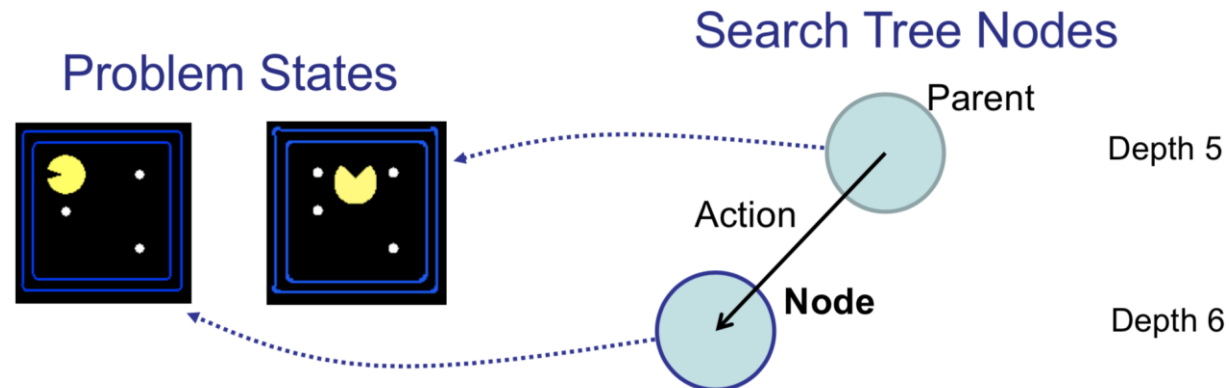 Search Tree Nodes
Problem States
Parent
Depth 5
Action
Node
Depth 6